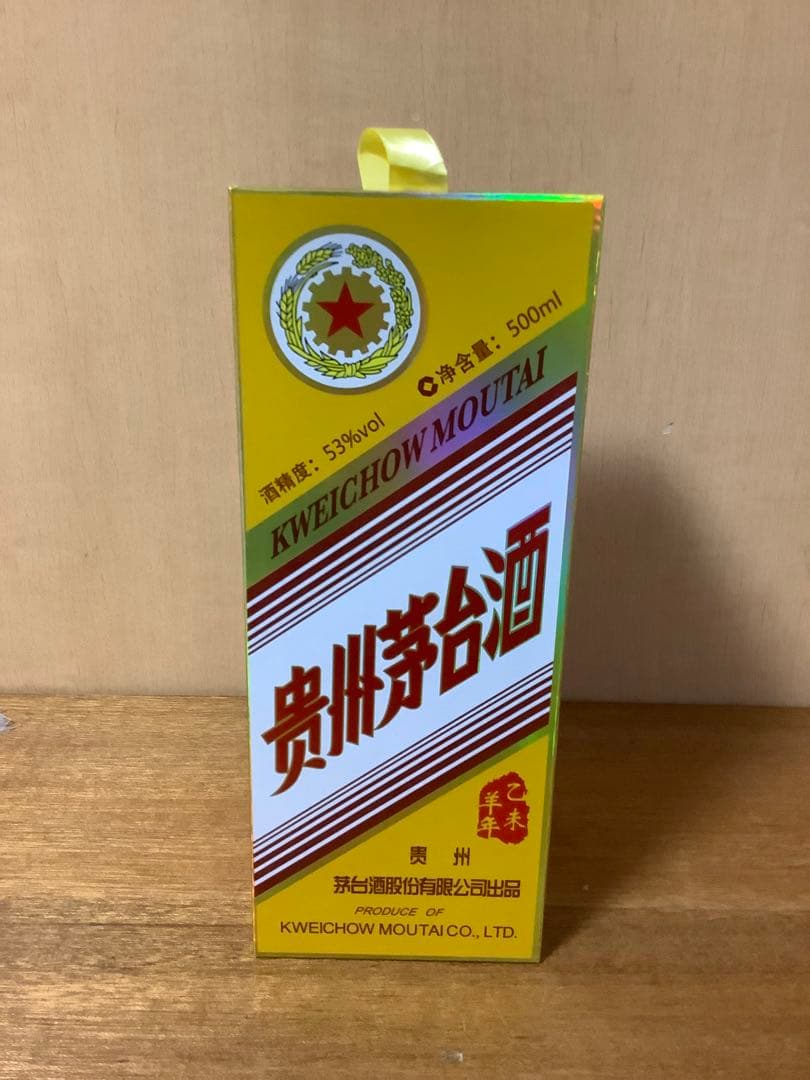 酒精度：53%vol
净含量：500ml
KWEICHOW MOUTAI
贵州茅台酒
乙未
羊年
贵州
茅台酒股份有限公司出品
PRODUCE OF
KWEICHOW MOUTAI CO., LTD.